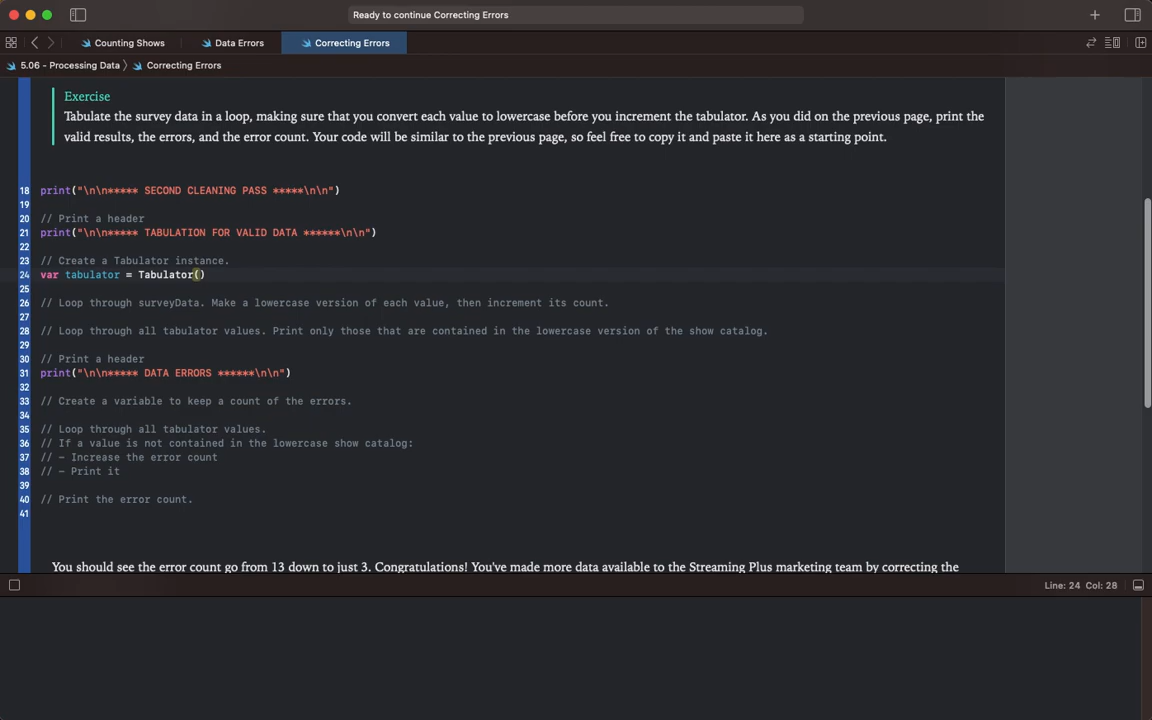 Ready to continue Correcting Errors
Counting Shows
Data Errors
Correcting Errors
5.06 - Processing Data
Correcting Errors
Exercise
Tabulate the survey data in a loop, making sure that you convert each value to lowercase before you increment the tabulator. As you did on the previous page, print the
valid results, the errors, and the error count. Your code will be similar to the previous page, so feel free to copy it and paste it here as a starting point.
18 print("\n\n***** SECOND CLEANING PASS *****\n\n")
19
20 // Print a header
21 print("\n\n***** TABULATION FOR VALID DATA ******\n\n")
22
23 // Create a Tabulator instance.
24 var tabulator = Tabulator()
25
26 // Loop through surveyData. Make a lowercase version of each value, then increment its count.
27
28 // Loop through all tabulator values. Print only those that are contained in the lowercase version of the show catalog.
29
30 // Print a header
31 print("\n\n***** DATA ERRORS ******\n\n")
32
33 // Create a variable to keep a count of the errors.
34
35 // Loop through all tabulator values.
36 // If a value is not contained in the lowercase show catalog:
37 // - Increase the error count
38 // - Print it
39
40 // Print the error count.
41
You should see the error count go from 13 down to just 3. Congratulations! You've made more data available to the Streaming Plus marketing team by correcting the
Line: 24 Col: 28